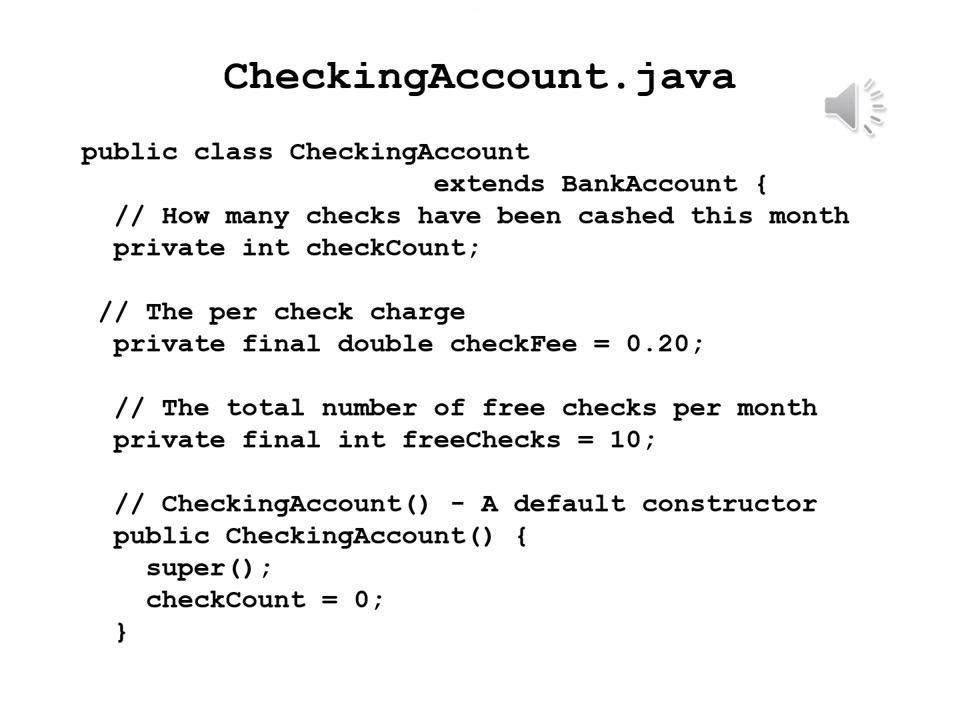 CheckingAccount.java
public class CheckingAccount
extends BankAccount {
// How many checks have been cashed this month
private int checkCount;
// The per check charge
private final double checkFee = 0.20;
// The total number of free checks per month
private final int freeChecks = 10;
// CheckingAccount() - A default constructor
public CheckingAccount() {
super();
checkCount = 0;
}